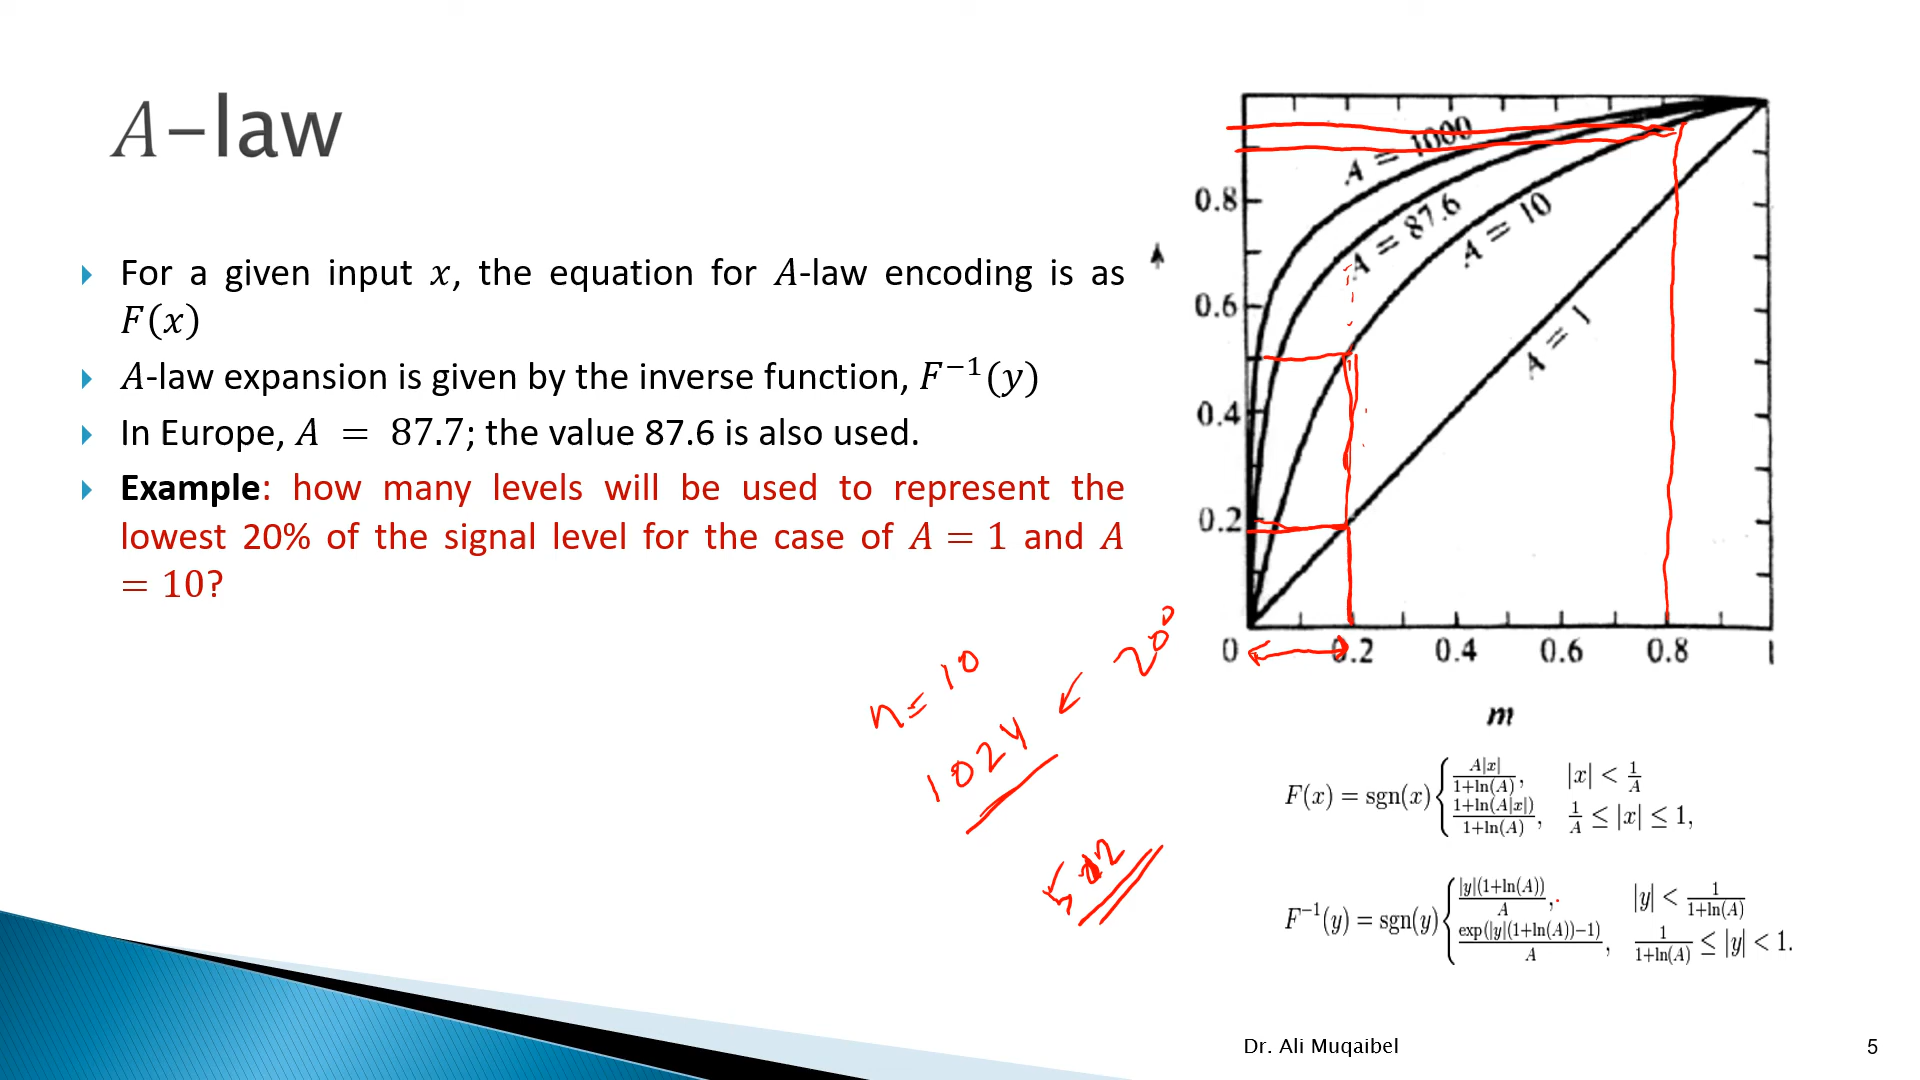 A-law
For a given input x, the equation for A-law encoding is as
F(x)
A-law expansion is given by the inverse function, F⁻¹(y)
In Europe, A = 87.7; the value 87.6 is also used.
Example: how many levels will be used to represent the
lowest 20% of the signal level for the case of A = 1 and A
= 10?
n = 10
1024 ← 200
512
A = 1000
A = 87.6
A = 10
A = 1
0.8
0.6
0.4
0.2
0 0.2 0.4 0.6 0.8 1
m
F(x) = sgn(x) { A|x| / (1+ln(A)), |x| < 1/A
(1+ln(A|x|)) / (1+ln(A)), 1/A ≤ |x| ≤ 1,
F⁻¹(y) = sgn(y) { |y|(1+ln(A)) / A, |y| < 1/(1+ln(A))
exp(|y|(1+ln(A))−1) / A, 1/(1+ln(A)) ≤ |y| < 1.
Dr. Ali Muqaibel
5